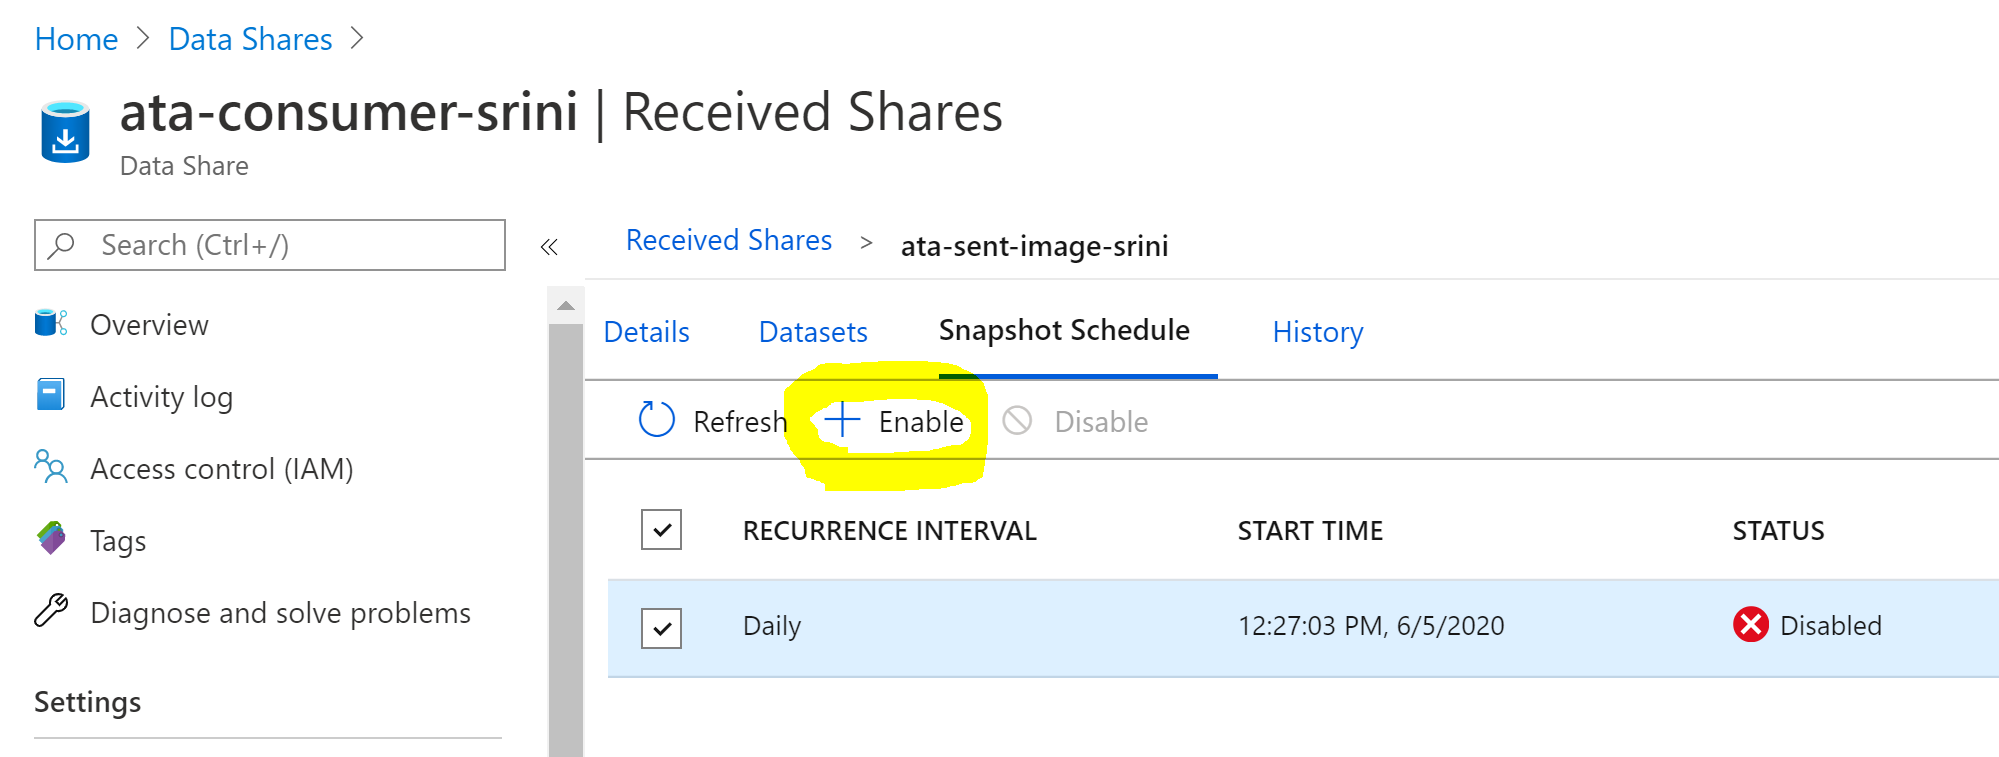 Home > Data Shares >
ata-consumer-srini | Received Shares
Data Share
Search (Ctrl+/)
«
Overview
Activity log
Access control (IAM)
Tags
Diagnose and solve problems
Settings
Received Shares > ata-sent-image-srini
Details Datasets Snapshot Schedule History
Refresh Enable Disable
RECURRENCE INTERVAL START TIME STATUS
Daily 12:27:03 PM, 6/5/2020 Disabled